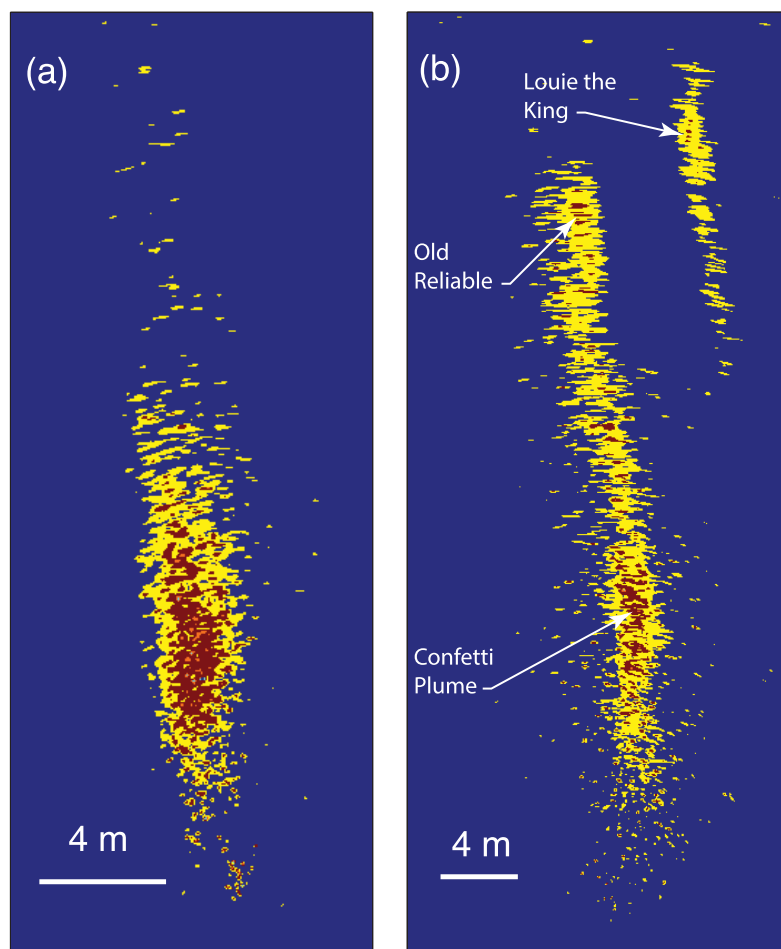 (a)
4 m
(b)
Louie the
King
Old
Reliable
Confetti
Plume
4 m